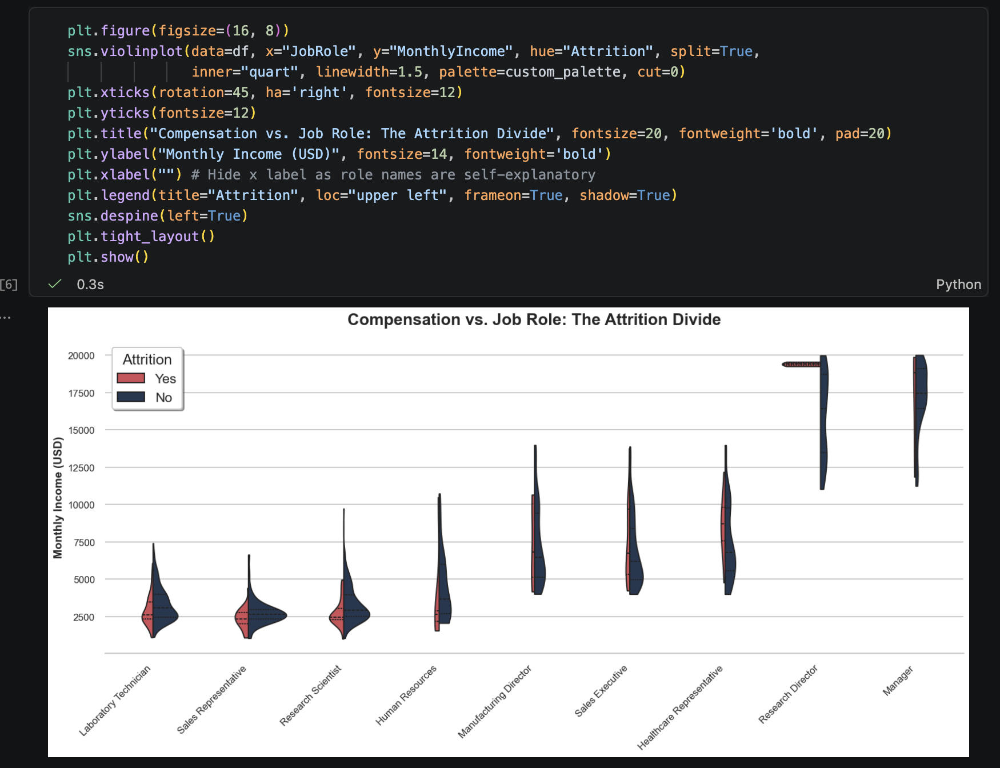 plt.figure(figsize=(16, 8))
sns.violinplot(data=df, x="JobRole", y="MonthlyIncome", hue="Attrition", split=True,
inner="quart", linewidth=1.5, palette=custom_palette, cut=0)
plt.xticks(rotation=45, ha='right', fontsize=12)
plt.yticks(fontsize=12)
plt.title("Compensation vs. Job Role: The Attrition Divide", fontsize=20, fontweight='bold', pad=20)
plt.ylabel("Monthly Income (USD)", fontsize=14, fontweight='bold')
plt.xlabel("") # Hide x label as role names are self-explanatory
plt.legend(title="Attrition", loc="upper left", frameon=True, shadow=True)
sns.despine(left=True)
plt.tight_layout()
plt.show()
[6]
0.3s
Python
...
Compensation vs. Job Role: The Attrition Divide
Attrition
Yes
No
Monthly Income (USD)
20000
17500
15000
12500
10000
7500
5000
2500
Laboratory Technician
Sales Representative
Research Scientist
Human Resources
Manufacturing Director
Sales Executive
Healthcare Representative
Research Director
Manager